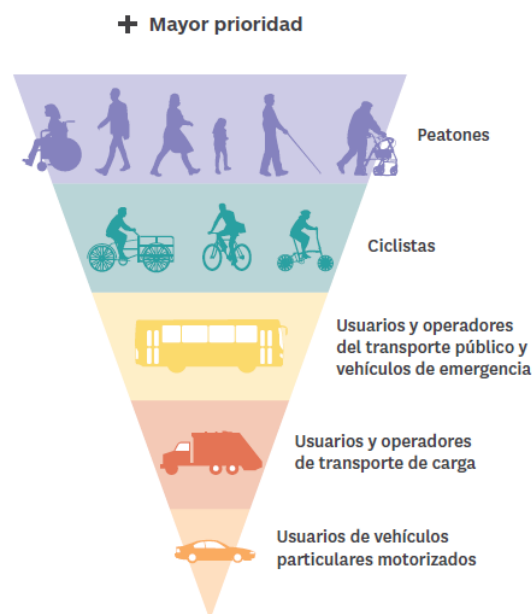 + Mayor prioridad
Peatones
Ciclistas
Usuarios y operadores
del transporte público y
vehículos de emergencia
Usuarios y operadores
de transporte de carga
Usuarios de vehículos
particulares motorizados